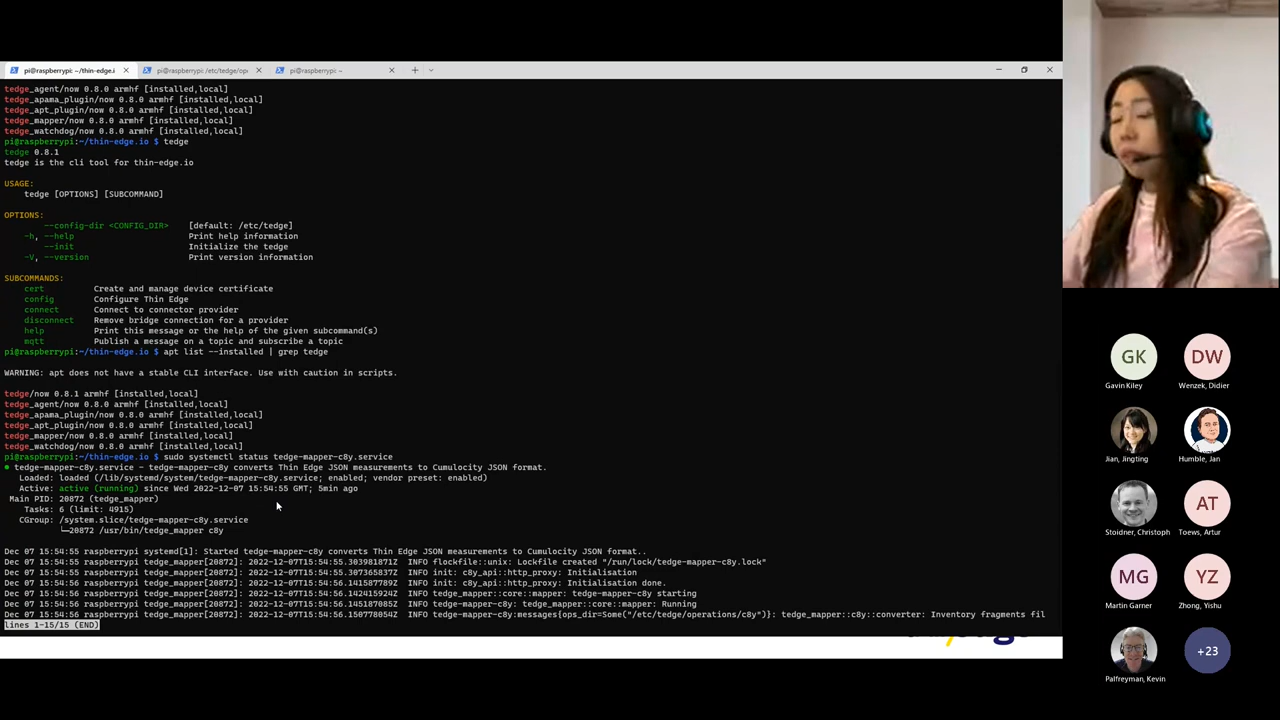 pi@raspberrypi: ~/thin-edge.i
pi@raspberrypi: /etc/tedge/op
pi@raspberrypi: ~
tedge_agent/now 0.8.0 armhf [installed,local]
tedge_apama_plugin/now 0.8.0 armhf [installed,local]
tedge_apt_plugin/now 0.8.0 armhf [installed,local]
tedge_mapper/now 0.8.0 armhf [installed,local]
tedge_watchdog/now 0.8.0 armhf [installed,local]
pi@raspberrypi:~/thin-edge.io $ tedge
tedge 0.8.1
tedge is the cli tool for thin-edge.io
USAGE:
tedge [OPTIONS] [SUBCOMMAND]
OPTIONS:
--config-dir <CONFIG_DIR> [default: /etc/tedge]
-h, --help Print help information
--init Initialize the tedge
-V, --version Print version information
SUBCOMMANDS:
cert Create and manage device certificate
config Configure Thin Edge
connect Connect to connector provider
disconnect Remove bridge connection for a provider
help Print this message or the help of the given subcommand(s)
mqtt Publish a message on a topic and subscribe a topic
pi@raspberrypi:~/thin-edge.io $ apt list --installed | grep tedge
WARNING: apt does not have a stable CLI interface. Use with caution in scripts.
tedge/now 0.8.1 armhf [installed,local]
tedge_agent/now 0.8.0 armhf [installed,local]
tedge_apama_plugin/now 0.8.0 armhf [installed,local]
tedge_apt_plugin/now 0.8.0 armhf [installed,local]
tedge_mapper/now 0.8.0 armhf [installed,local]
tedge_watchdog/now 0.8.0 armhf [installed,local]
pi@raspberrypi:~/thin-edge.io $ sudo systemctl status tedge-mapper-c8y.service
● tedge-mapper-c8y.service - tedge-mapper-c8y converts Thin Edge JSON measurements to Cumulocity JSON format.
Loaded: loaded (/lib/systemd/system/tedge-mapper-c8y.service; enabled; vendor preset: enabled)
Active: active (running) since Wed 2022-12-07 15:54:55 GMT; 5min ago
Main PID: 20872 (tedge_mapper)
Tasks: 6 (limit: 4915)
CGroup: /system.slice/tedge-mapper-c8y.service
└─20872 /usr/bin/tedge_mapper c8y
Dec 07 15:54:55 raspberrypi systemd[1]: Started tedge-mapper-c8y converts Thin Edge JSON measurements to Cumulocity JSON format..
Dec 07 15:54:55 raspberrypi tedge_mapper[20872]: 2022-12-07T15:54:55.303981871Z INFO flockfile::unix: Lockfile created "/run/lock/tedge-mapper-c8y.lock"
Dec 07 15:54:55 raspberrypi tedge_mapper[20872]: 2022-12-07T15:54:55.307365837Z INFO init: c8y_api::http_proxy: Initialisation
Dec 07 15:54:56 raspberrypi tedge_mapper[20872]: 2022-12-07T15:54:56.141587789Z INFO init: c8y_api::http_proxy: Initialisation done.
Dec 07 15:54:56 raspberrypi tedge_mapper[20872]: 2022-12-07T15:54:56.142415924Z INFO tedge_mapper::core::mapper: tedge-mapper-c8y starting
Dec 07 15:54:56 raspberrypi tedge_mapper[20872]: 2022-12-07T15:54:56.145187085Z INFO tedge-mapper-c8y: tedge_mapper::core::mapper: Running
Dec 07 15:54:56 raspberrypi tedge_mapper[20872]: 2022-12-07T15:54:56.150778054Z INFO tedge-mapper-c8y:messages{ops_dir=Some("/etc/tedge/operations/c8y")}: tedge_mapper::c8y::converter: Inventory fragments fil
lines 1-15/15 (END)
GK
DW
Gavin Kiley
Wenzek, Didier
Jian, Jingting
Humble, Jan
AT
Stoidner, Christoph
Toews, Artur
MG
YZ
Martin Garner
Zhong, Yishu
+23
Palfreyman, Kevin